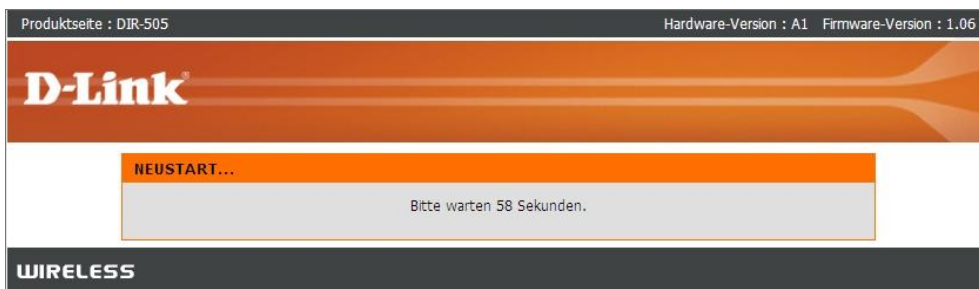 Produktseite : DIR-505 Hardware-Version : A1 Firmware-Version : 1.06
D-Link
NEUSTART...
Bitte warten 58 Sekunden.
WIRELESS